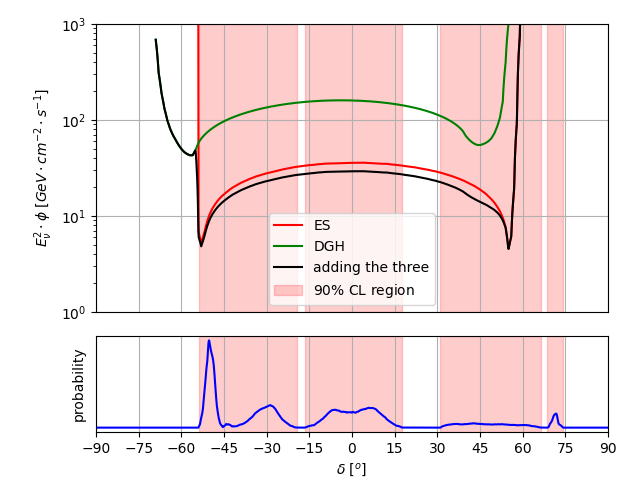 10³
10²
10¹
10⁰
E²ᵥ · ϕ [GeV · cm⁻² · s⁻¹]
ES
DGH
adding the three
90% CL region
probability
−90 −75 −60 −45 −30 −15 0 15 30 45 60 75 90
δ [°]